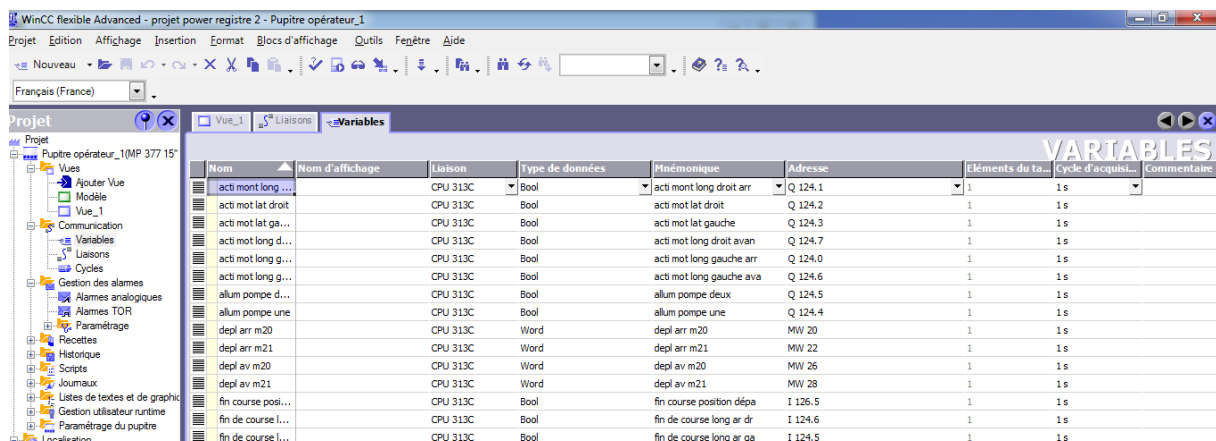 WinCC flexible Advanced - projet power registre 2 - Pupitre opérateur_1
Projet Edition Affichage Insertion Format Blocs d'affichage Outils Fenêtre Aide
Nouveau
Français (France)
Projet Vue_1 Liaisons Variables
Projet
Pupitre opérateur_1(MP 377 15"
Vues
Ajouter Vue
Modèle
Vue_1
Communication
Variables
Liaisons
Cycles
Gestion des alarmes
Alarmes analogiques
Alarmes TOR
Paramétrage
Recettes
Historique
Scripts
Journaux
Listes de textes et de graphic
Gestion utilisateur runtime
Paramétrage du pupitre
Localisation
VARIABLES
Nom Nom d'affichage Liaison Type de données Mnémonique Adresse Eléments du ta... Cycle d'acquisi... Commentaire
acti mont long ... CPU 313C Bool acti mont long droit arr Q 124.1 1 1 s
acti mot lat droit CPU 313C Bool acti mot lat droit Q 124.2 1 1 s
acti mot lat ga... CPU 313C Bool acti mot lat gauche Q 124.3 1 1 s
acti mot long d... CPU 313C Bool acti mot long droit avan Q 124.7 1 1 s
acti mot long g... CPU 313C Bool acti mot long gauche arr Q 124.0 1 1 s
acti mot long g... CPU 313C Bool acti mot long gauche ava Q 124.6 1 1 s
allum pompe d... CPU 313C Bool allum pompe deux Q 124.5 1 1 s
allum pompe une CPU 313C Bool allum pompe une Q 124.4 1 1 s
depl arr m20 CPU 313C Word depl arr m20 MW 20 1 1 s
depl arr m21 CPU 313C Word depl arr m21 MW 22 1 1 s
depl av m20 CPU 313C Word depl av m20 MW 26 1 1 s
depl av m21 CPU 313C Word depl av m21 MW 28 1 1 s
fin course posi... CPU 313C Bool fin course position dépa I 126.5 1 1 s
fin de course l... CPU 313C Bool fin de course long ar dr I 124.6 1 1 s
fin de course l... CPU 313C Bool fin de course long ar ga I 124.5 1 1 s